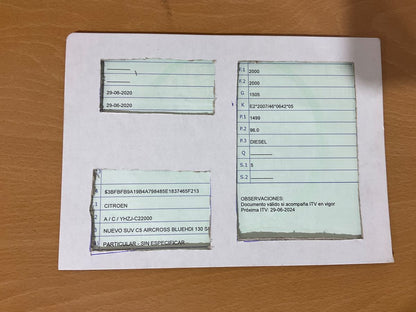 29-06-2020
29-06-2020
CITROEN
A / C / YHZJ-C22000
NUEVO SUV C5 AIRCROSS BLUEHDI 130 S
PARTICULAR - SIN ESPECIFICAR
F.1 2000
F.2 2000
G 1505
K E2*2007/46*0642*05
P.1 1499
P.2 96.0
P.3 DIESEL
Q
S.1 5
S.2
OBSERVACIONES
Documento válido si acompaña ITV en vigor
Próxima ITV: 29-06-2024